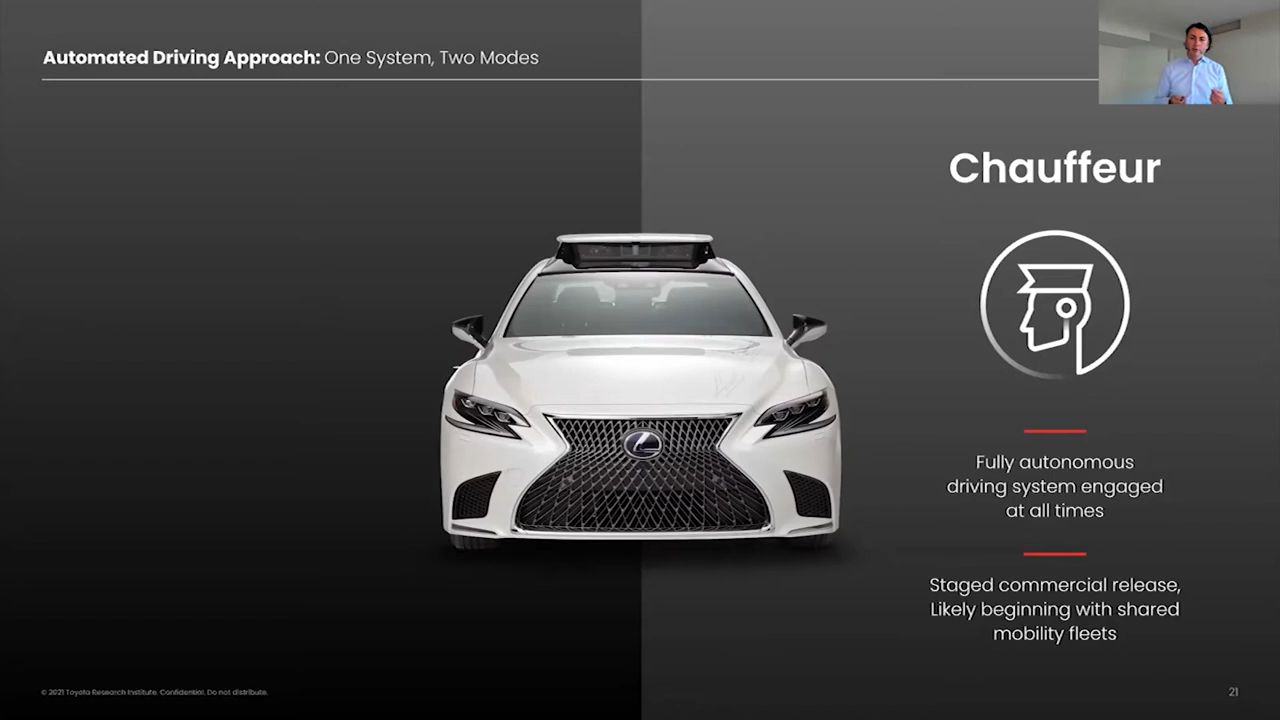 Automated Driving Approach: One System, Two Modes
Chauffeur
Fully autonomous
driving system engaged
at all times
Staged commercial release,
Likely beginning with shared
mobility fleets
© 2021 Toyota Research Institute. Confidential. Do not distribute.
21